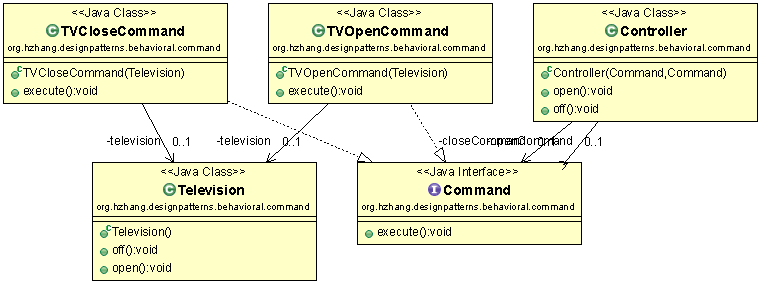 <<Java Class>>
TVCloseCommand
org.hzhang.designpatterns.behavioral.command
TVCloseCommand(Television)
execute():void
<<Java Class>>
TVOpenCommand
org.hzhang.designpatterns.behavioral.command
TVOpenCommand(Television)
execute():void
<<Java Class>>
Controller
org.hzhang.designpatterns.behavioral.command
Controller(Command,Command)
open():void
off():void
-television 0..1
-television 0..1
-closeCommand
0..1
<<Java Class>>
Television
org.hzhang.designpatterns.behavioral.command
Television()
off():void
open():void
<<Java Interface>>
Command
org.hzhang.designpatterns.behavioral.command
execute():void